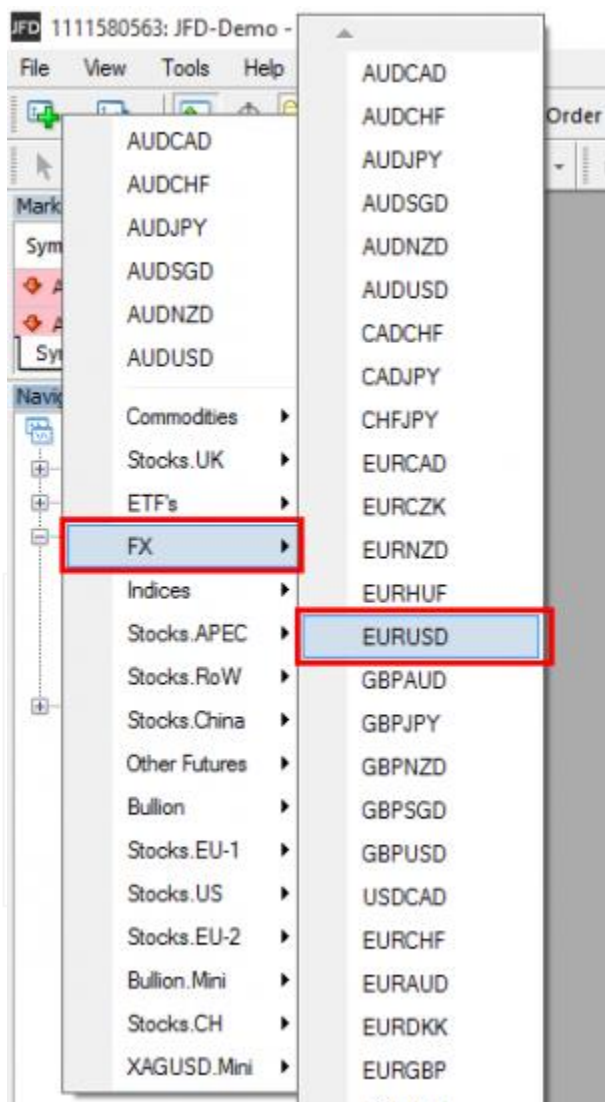 JFD 1111580563: JFD-Demo -
File View Tools Help
Order
Mark
Sym
Sy
Navig
AUDCAD
AUDCHF
AUDJPY
AUDSGD
AUDNZD
AUDUSD
Commodities
Stocks.UK
ETF's
FX
Indices
Stocks.APEC
Stocks.RoW
Stocks.China
Other Futures
Bullion
Stocks.EU-1
Stocks.US
Stocks.EU-2
Bullion.Mini
Stocks.CH
XAGUSD.Mini
AUDCAD
AUDCHF
AUDJPY
AUDSGD
AUDNZD
AUDUSD
CADCHF
CADJPY
CHFJPY
EURCAD
EURCZK
EURNZD
EURHUF
EURUSD
GBPAUD
GBPJPY
GBPNZD
GBPSGD
GBPUSD
USDCAD
EURCHF
EURAUD
EURDKK
EURGBP